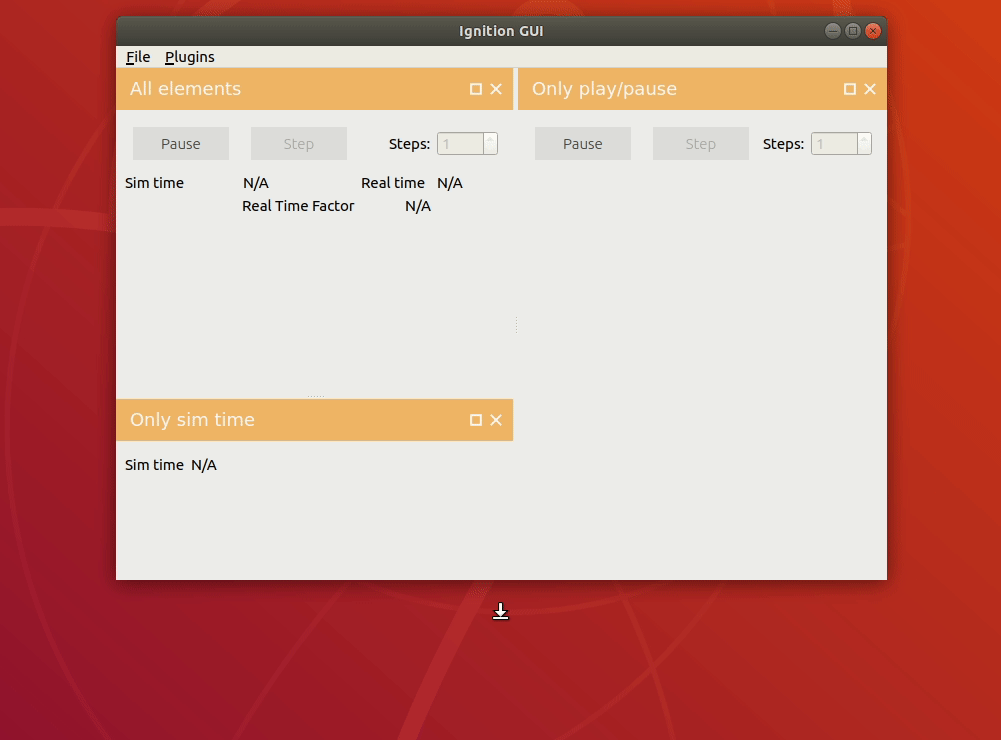 Ignition GUI
File Plugins
All elements
Only play/pause
Pause Step Steps: 1
Pause Step Steps: 1
Sim time N/A Real time N/A
Real Time Factor N/A
Only sim time
Sim time N/A